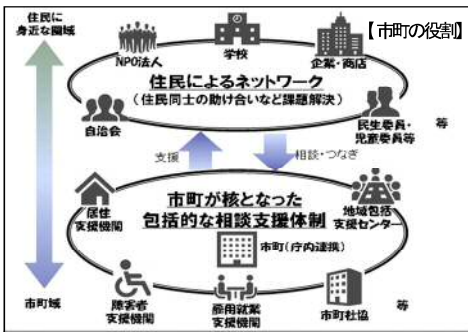 住民に
身近な圏域
【市町の役割】
NPO法人
学校
企業・商店
住民によるネットワーク
(住民同士の助け合いなど課題解決)
自治会
民生委員・
児童委員等
等
支援
相談・つなぎ
市町が核となった
包括的な相談支援体制
居住
支援機関
地域包括
支援センター
市町(庁内連携)
障害者
支援機関
雇用就業
支援機関
市町社協
等
市町域